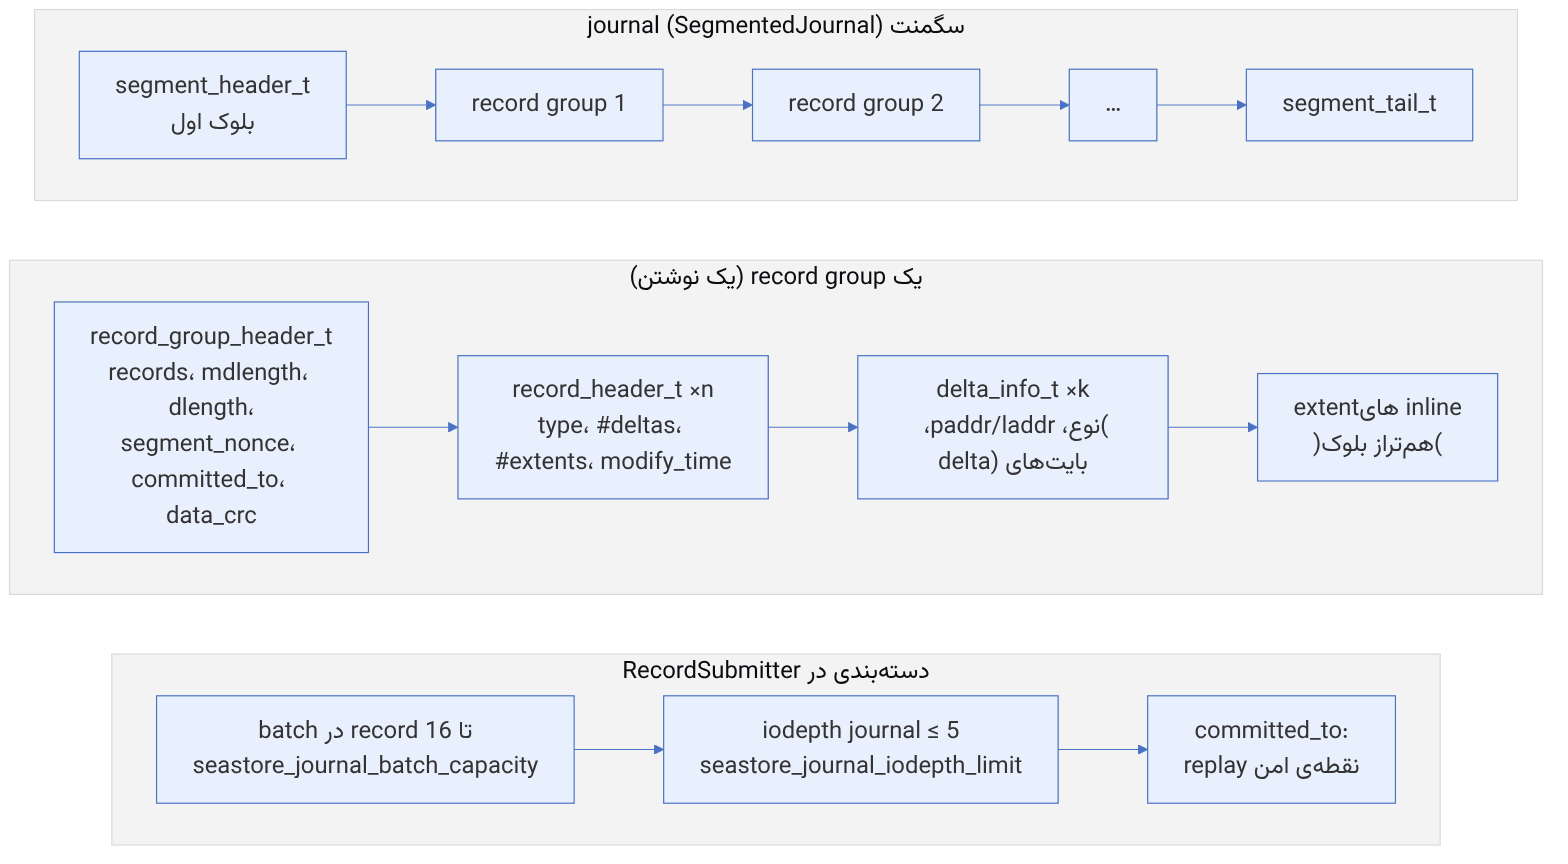 سگمنت journal (SegmentedJournal)
segment_header_t
بلوک اول
record group 1
record group 2
...
segment_tail_t
یک record group (یک نوشتن)
record_group_header_t
records، mdlength،
dlength،
segment_nonce،
committed_to،
data_crc
record_header_t ×n
type، #deltas،
#extents، modify_time
delta_info_t ×k
(نوع، paddr/laddr،
بایت‌های delta)
extentهای inline
(هم‌تراز بلوک)
دسته‌بندی در RecordSubmitter
تا 16 record در batch
seastore_journal_batch_capacity
iodepth journal ≤ 5
seastore_journal_iodepth_limit
committed_to:
نقطه‌ی امن replay